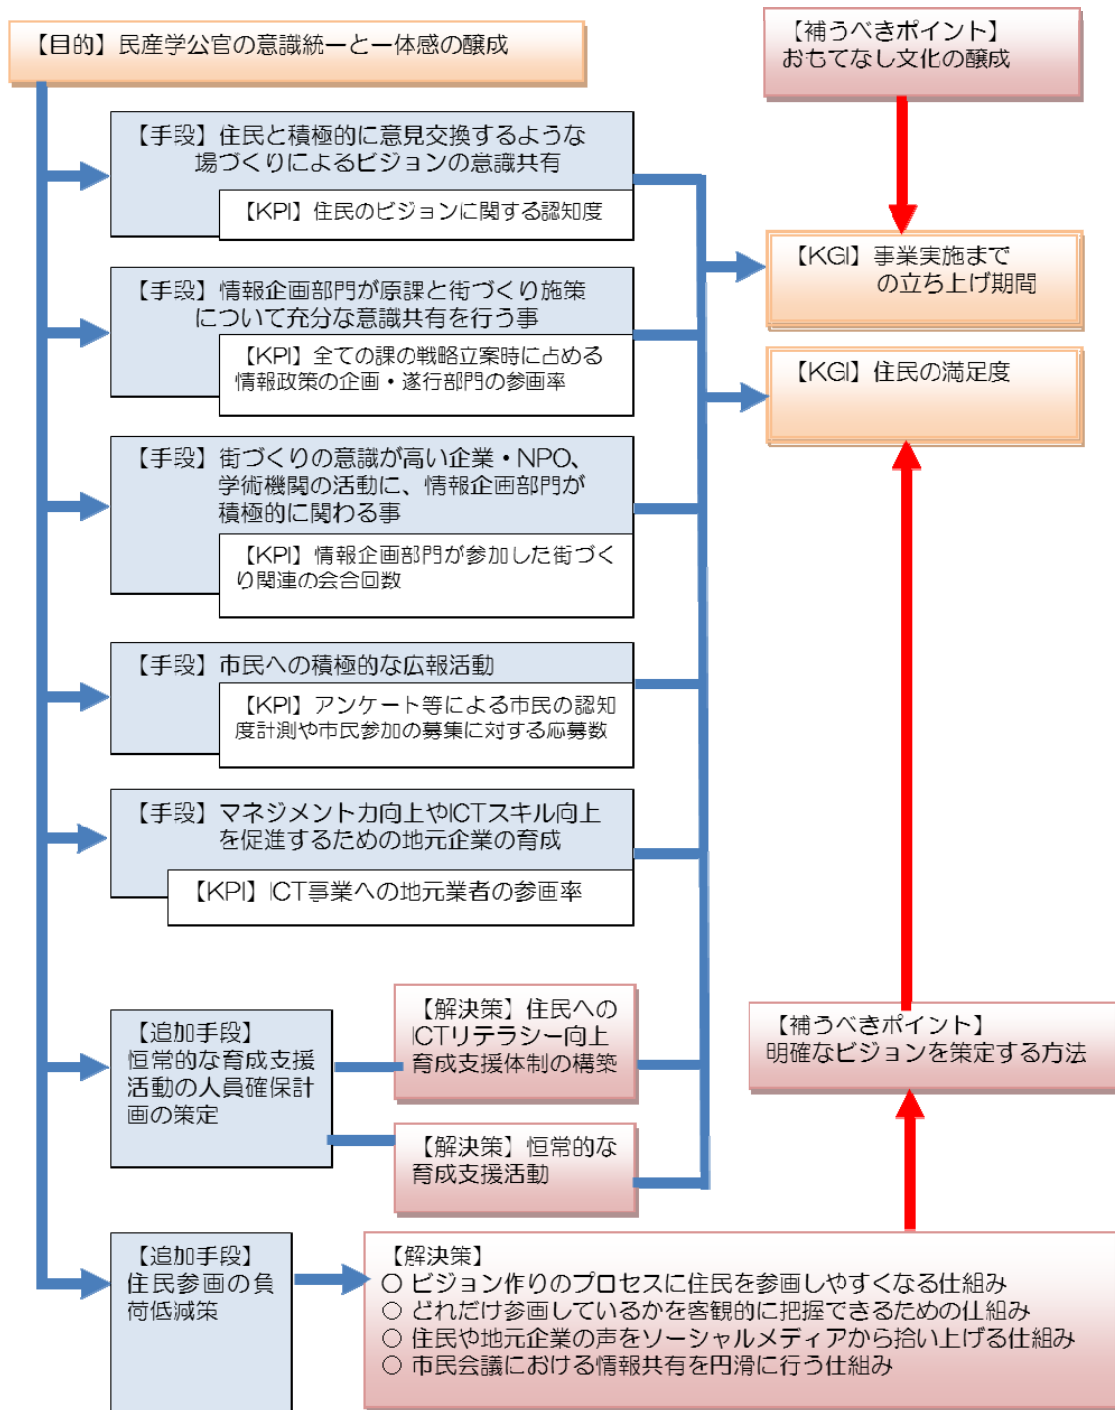 【目的】民産学公官の意識統一と一体感の醸成
【補うべきポイント】
おもてなし文化の醸成
【手段】住民と積極的に意見交換するような
場づくりによるビジョンの意識共有
【KPI】住民のビジョンに関する認知度
【KGI】事業実施まで
の立ち上げ期間
【手段】情報企画部門が原課と街づくり施策
について充分な意識共有を行う事
【KPI】全ての課の戦略立案時に占める
情報政策の企画・遂行部門の参画率
【KGI】住民の満足度
【手段】街づくりの意識が高い企業・NPO、
学術機関の活動に、情報企画部門が
積極的に関わる事
【KPI】情報企画部門が参加した街づく
り関連の会合回数
【手段】市民への積極的な広報活動
【KPI】アンケート等による市民の認知
度計測や市民参加の募集に対する応募数
【手段】マネジメント力向上やICTスキル向上
を促進するための地元企業の育成
【KPI】ICT事業への地元業者の参画率
【追加手段】
恒常的な育成支援
活動の人員確保計
画の策定
【解決策】住民への
ICTリテラシー向上
育成支援体制の構築
【解決策】恒常的な
育成支援活動
【補うべきポイント】
明確なビジョンを策定する方法
【追加手段】
住民参画の負
荷低減策
【解決策】
○ ビジョン作りのプロセスに住民を参画しやすくなる仕組み
○ どれだけ参画しているかを客観的に把握できるための仕組み
○ 住民や地元企業の声をソーシャルメディアから拾い上げる仕組み
○ 市民会議における情報共有を円滑に行う仕組み